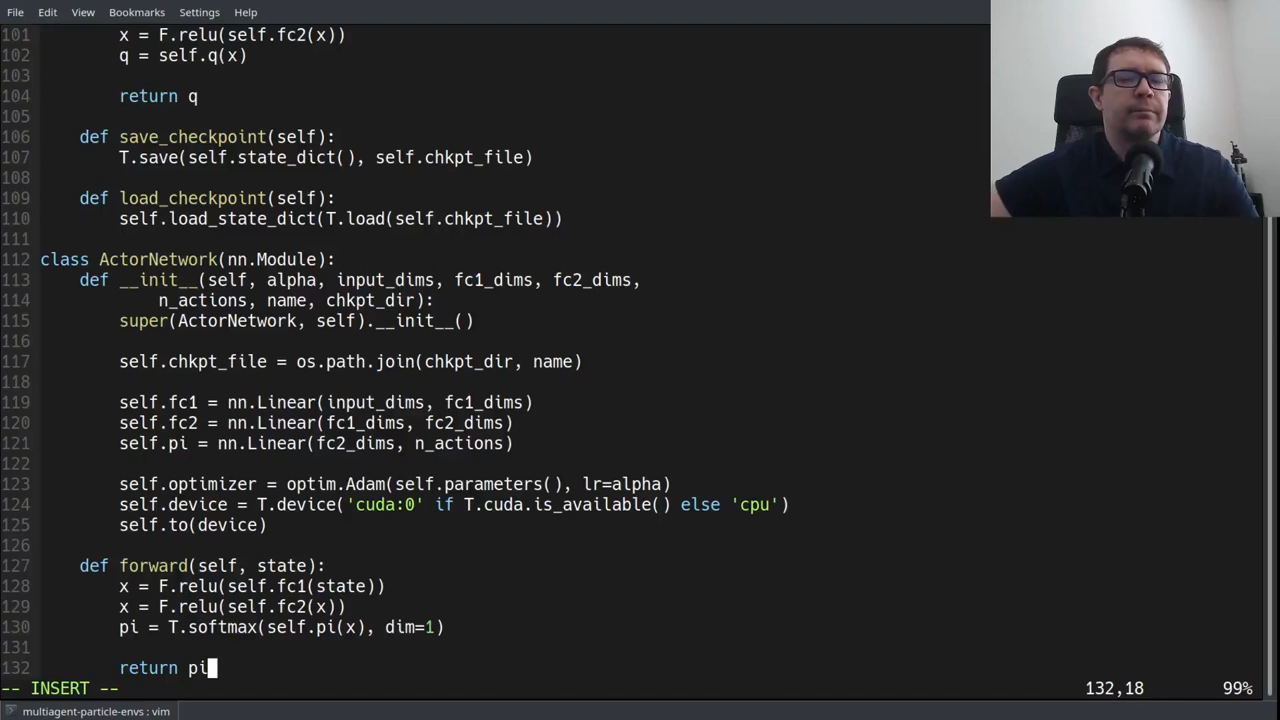 File Edit View Bookmarks Settings Help
101 x = F.relu(self.fc2(x))
102 q = self.q(x)
103
104 return q
105
106 def save_checkpoint(self):
107 T.save(self.state_dict(), self.chkpt_file)
108
109 def load_checkpoint(self):
110 self.load_state_dict(T.load(self.chkpt_file))
111
112 class ActorNetwork(nn.Module):
113 def __init__(self, alpha, input_dims, fc1_dims, fc2_dims,
114 n_actions, name, chkpt_dir):
115 super(ActorNetwork, self).__init__()
116
117 self.chkpt_file = os.path.join(chkpt_dir, name)
118
119 self.fc1 = nn.Linear(input_dims, fc1_dims)
120 self.fc2 = nn.Linear(fc1_dims, fc2_dims)
121 self.pi = nn.Linear(fc2_dims, n_actions)
122
123 self.optimizer = optim.Adam(self.parameters(), lr=alpha)
124 self.device = T.device('cuda:0' if T.cuda.is_available() else 'cpu')
125 self.to(device)
126
127 def forward(self, state):
128 x = F.relu(self.fc1(state))
129 x = F.relu(self.fc2(x))
130 pi = T.softmax(self.pi(x), dim=1)
131
132 return pi
-- INSERT -- 132,18 99%
multiagent-particle-envs : vim